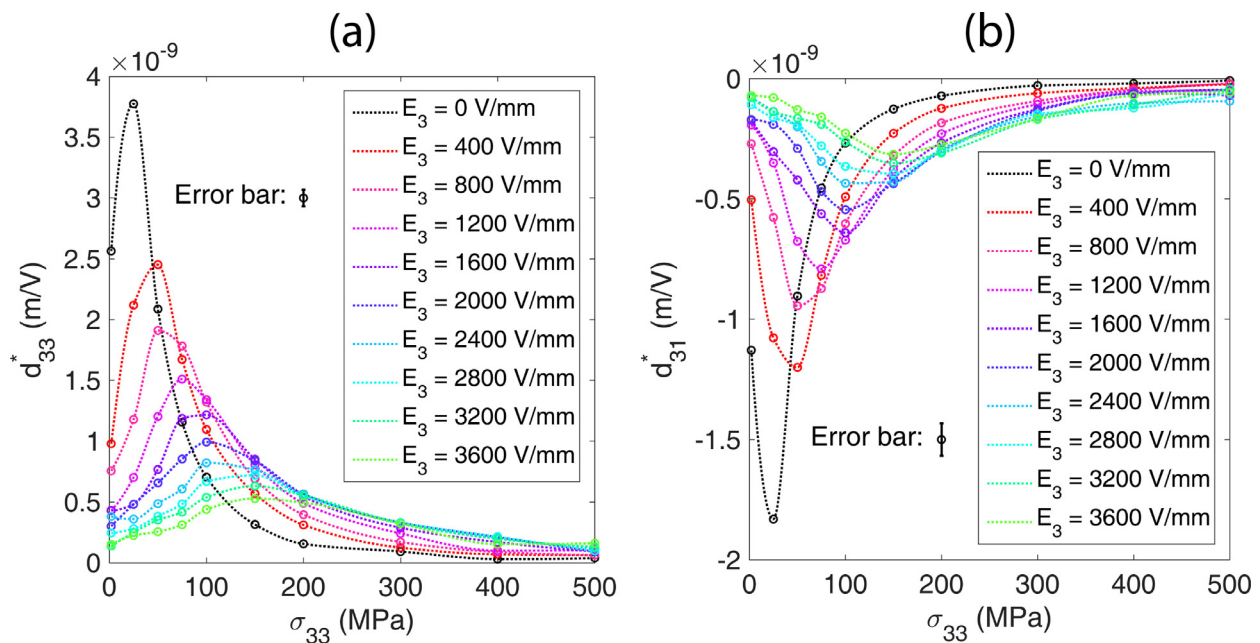 (a)
×10⁻⁹
4
3.5
3
2.5
2
1.5
1
0.5
0
d*₃₃ (m/V)
0 100 200 300 400 500
σ₃₃ (MPa)
Error bar:
E₃ = 0 V/mm
E₃ = 400 V/mm
E₃ = 800 V/mm
E₃ = 1200 V/mm
E₃ = 1600 V/mm
E₃ = 2000 V/mm
E₃ = 2400 V/mm
E₃ = 2800 V/mm
E₃ = 3200 V/mm
E₃ = 3600 V/mm
(b)
×10⁻⁹
0
-0.5
-1
-1.5
-2
d*₃₁ (m/V)
0 100 200 300 400 500
σ₃₃ (MPa)
Error bar:
E₃ = 0 V/mm
E₃ = 400 V/mm
E₃ = 800 V/mm
E₃ = 1200 V/mm
E₃ = 1600 V/mm
E₃ = 2000 V/mm
E₃ = 2400 V/mm
E₃ = 2800 V/mm
E₃ = 3200 V/mm
E₃ = 3600 V/mm